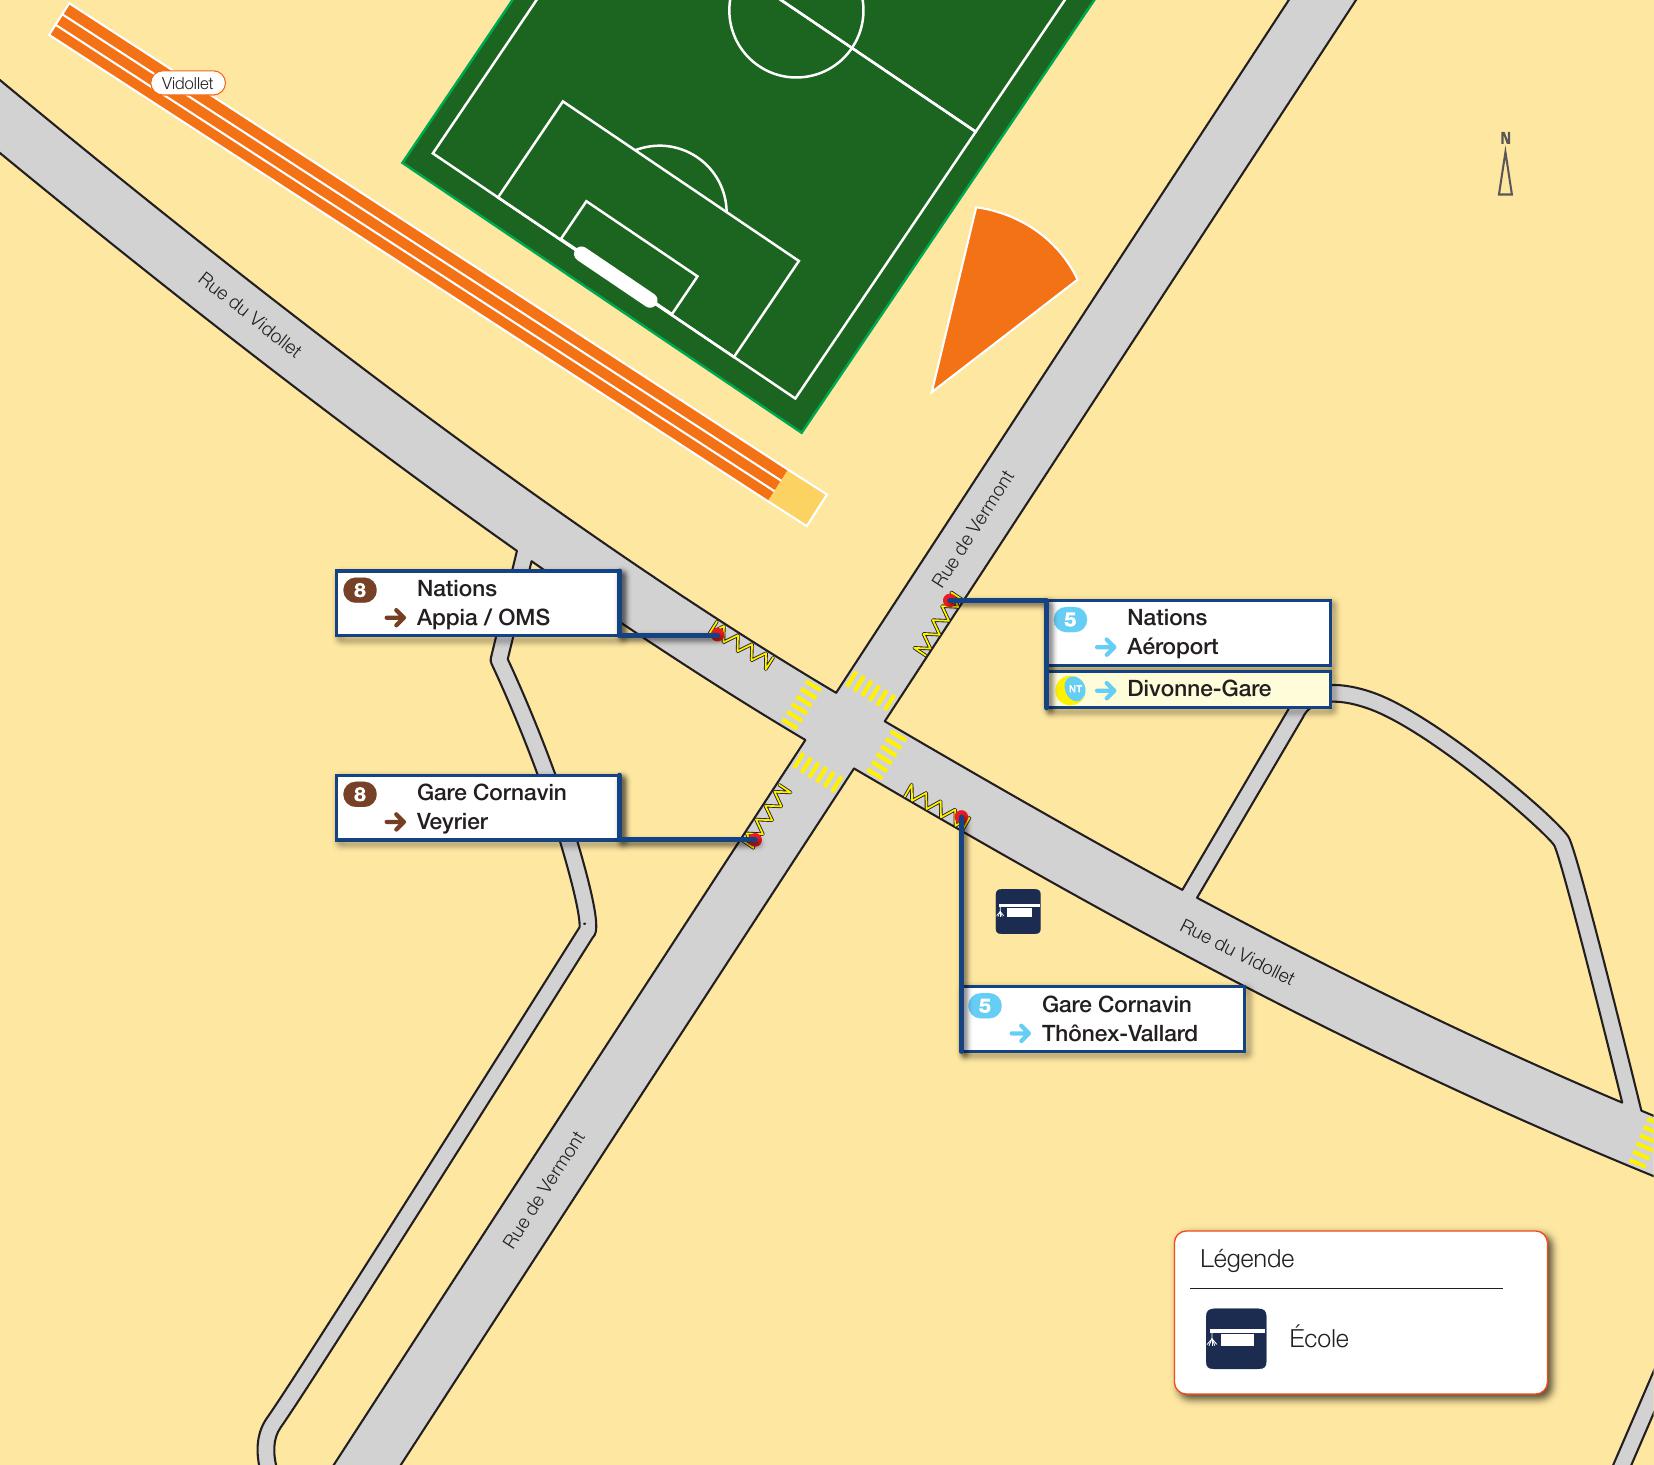 Vidollet
N
Rue du Vidollet
Rue de Vermont
8 Nations
Appia / OMS
5 Nations
Aéroport
NT Divonne-Gare
8 Gare Cornavin
Veyrier
Rue du Vidollet
5 Gare Cornavin
Thônex-Vallard
Rue de Vermont
Légende
École